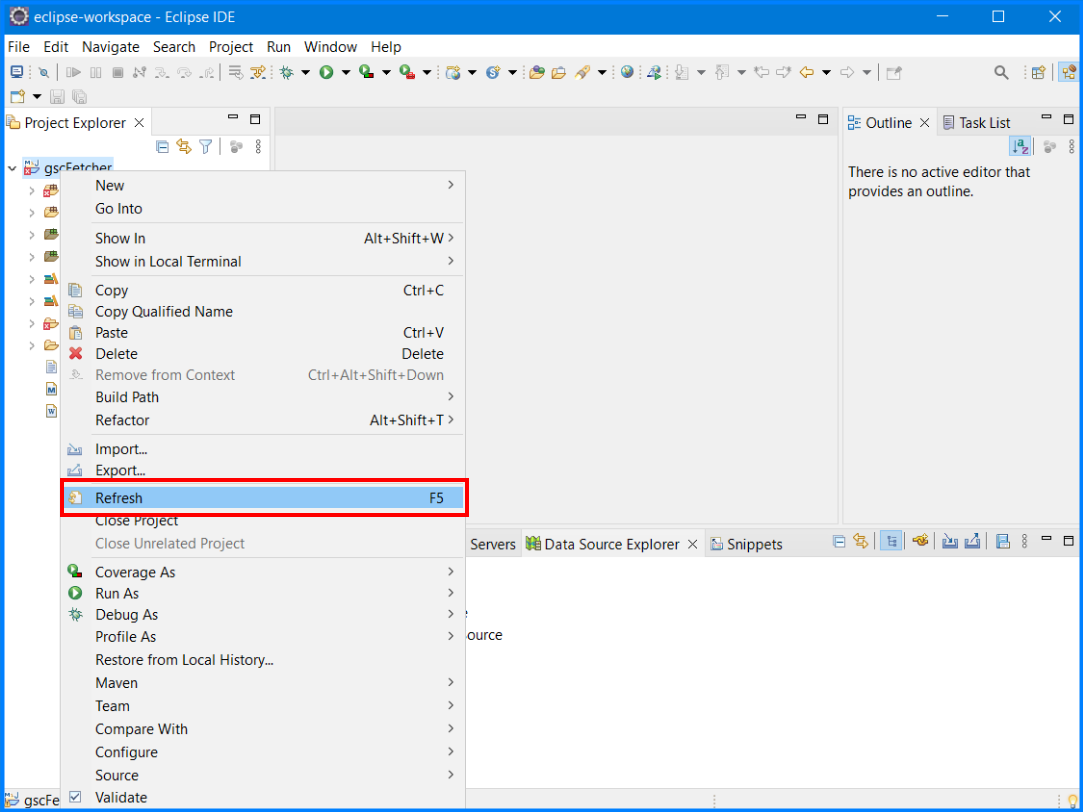 eclipse-workspace - Eclipse IDE
File Edit Navigate Search Project Run Window Help
Project Explorer
Outline
Task List
gscFetcher
There is no active editor that
provides an outline.
New
Go Into
Show In Alt+Shift+W
Show in Local Terminal
Copy Ctrl+C
Copy Qualified Name
Paste Ctrl+V
Delete Delete
Remove from Context Ctrl+Alt+Shift+Down
Build Path
Refactor Alt+Shift+T
Import...
Export...
Refresh F5
Close Project
Close Unrelated Project
Servers Data Source Explorer Snippets
Coverage As
Run As
Debug As
Profile As
ource
Restore from Local History...
Maven
Team
Compare With
Configure
Source
Validate
gscFe